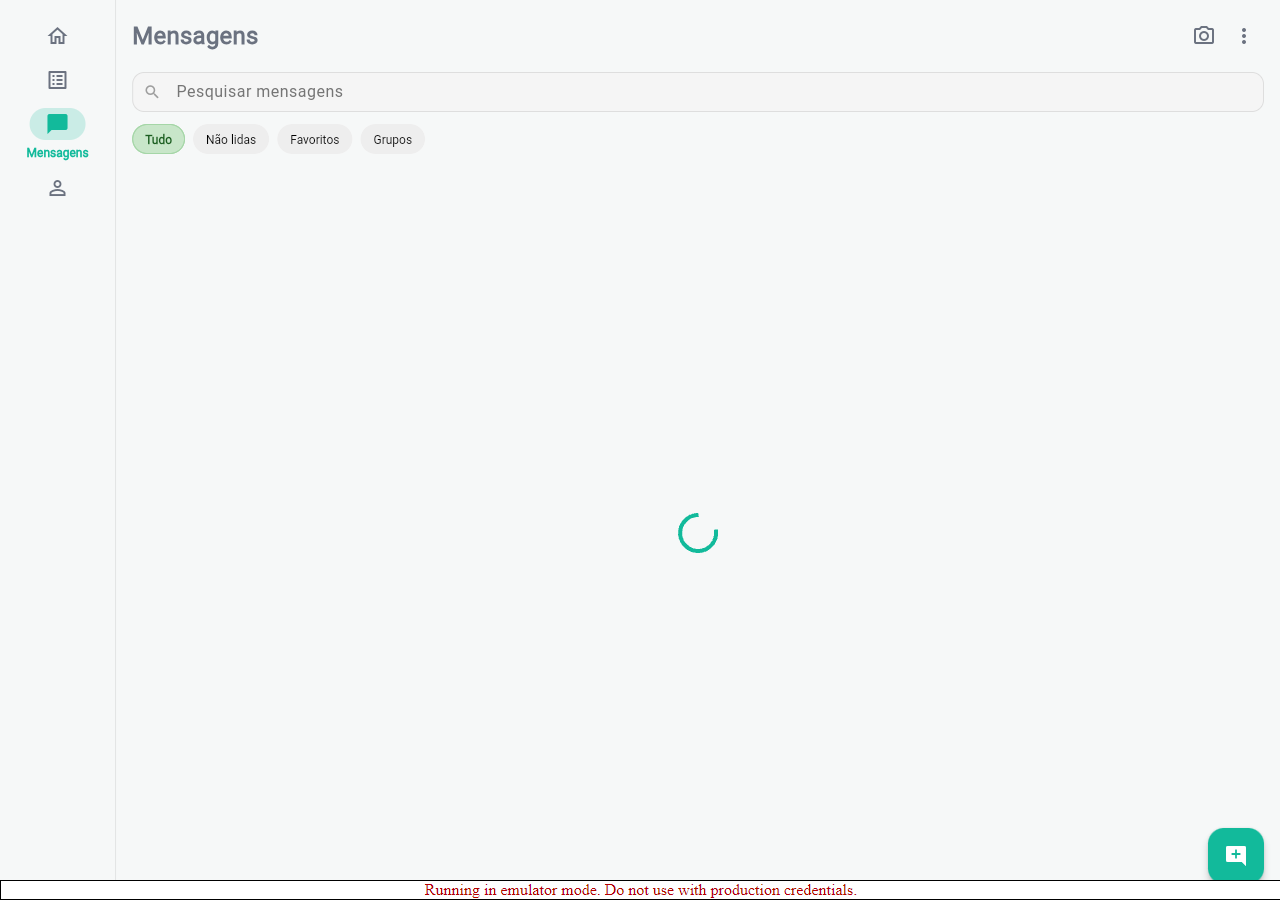 Mensagens
Pesquisar mensagens
Tudo
Não lidas
Favoritos
Grupos
Mensagens
Running in emulator mode. Do not use with production credentials.